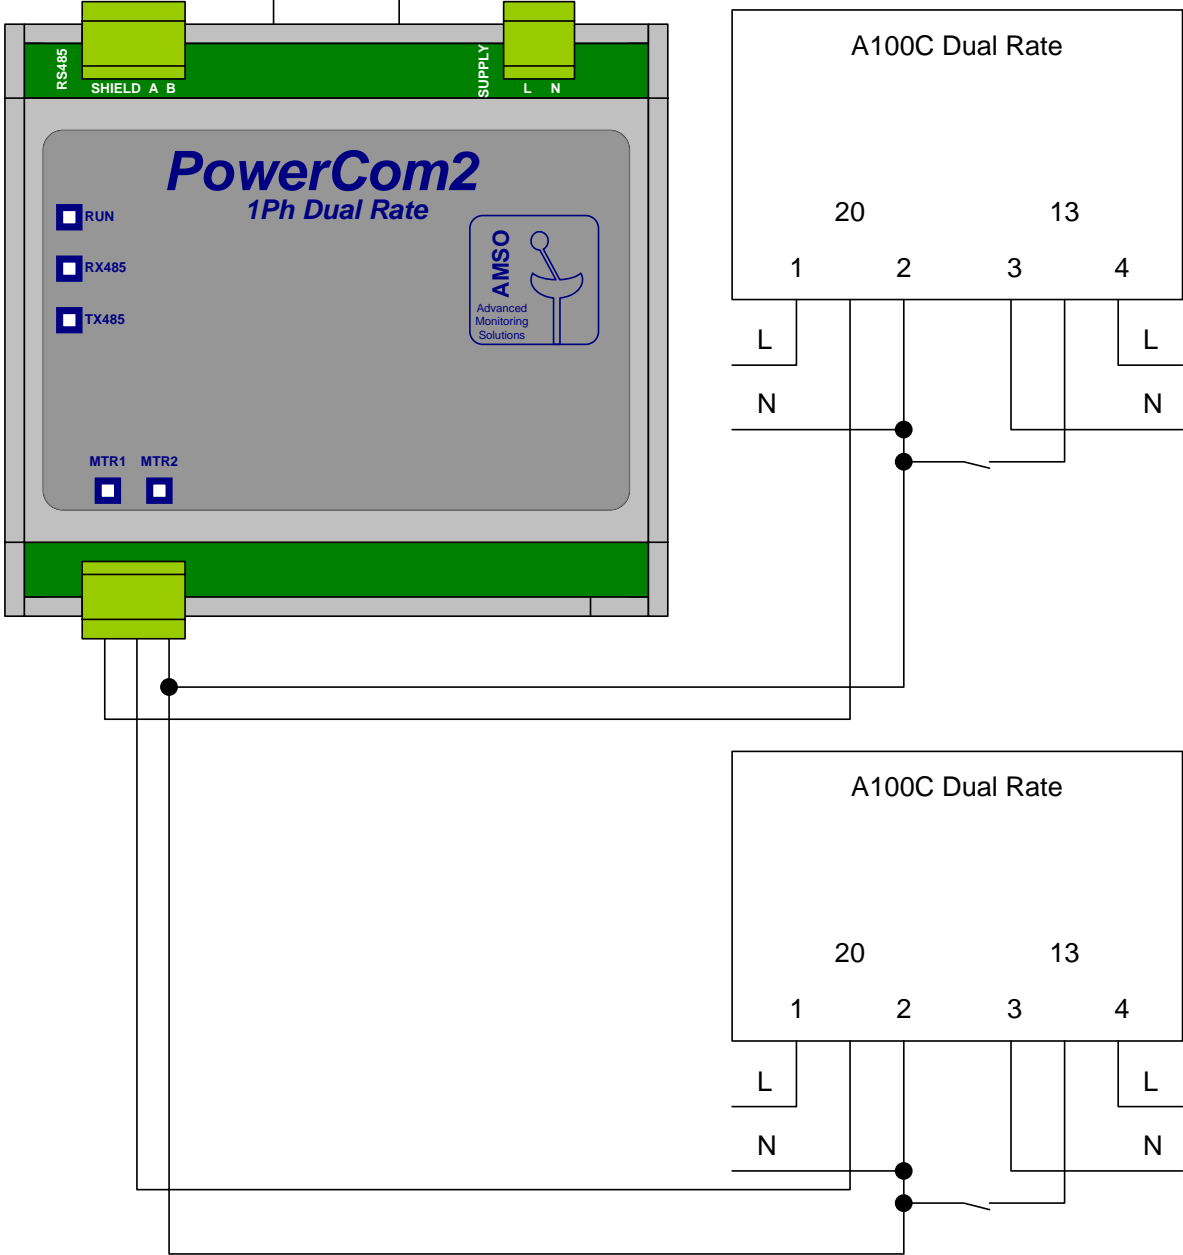 RS485
SHIELD A B
SUPPLY
L N
PowerCom2
1Ph Dual Rate
RUN
RX485
TX485
AMSO
Advanced
Monitoring
Solutions
MTR1 MTR2
A100C Dual Rate
20 13
1 2 3 4
L L
N N
A100C Dual Rate
20 13
1 2 3 4
L L
N N